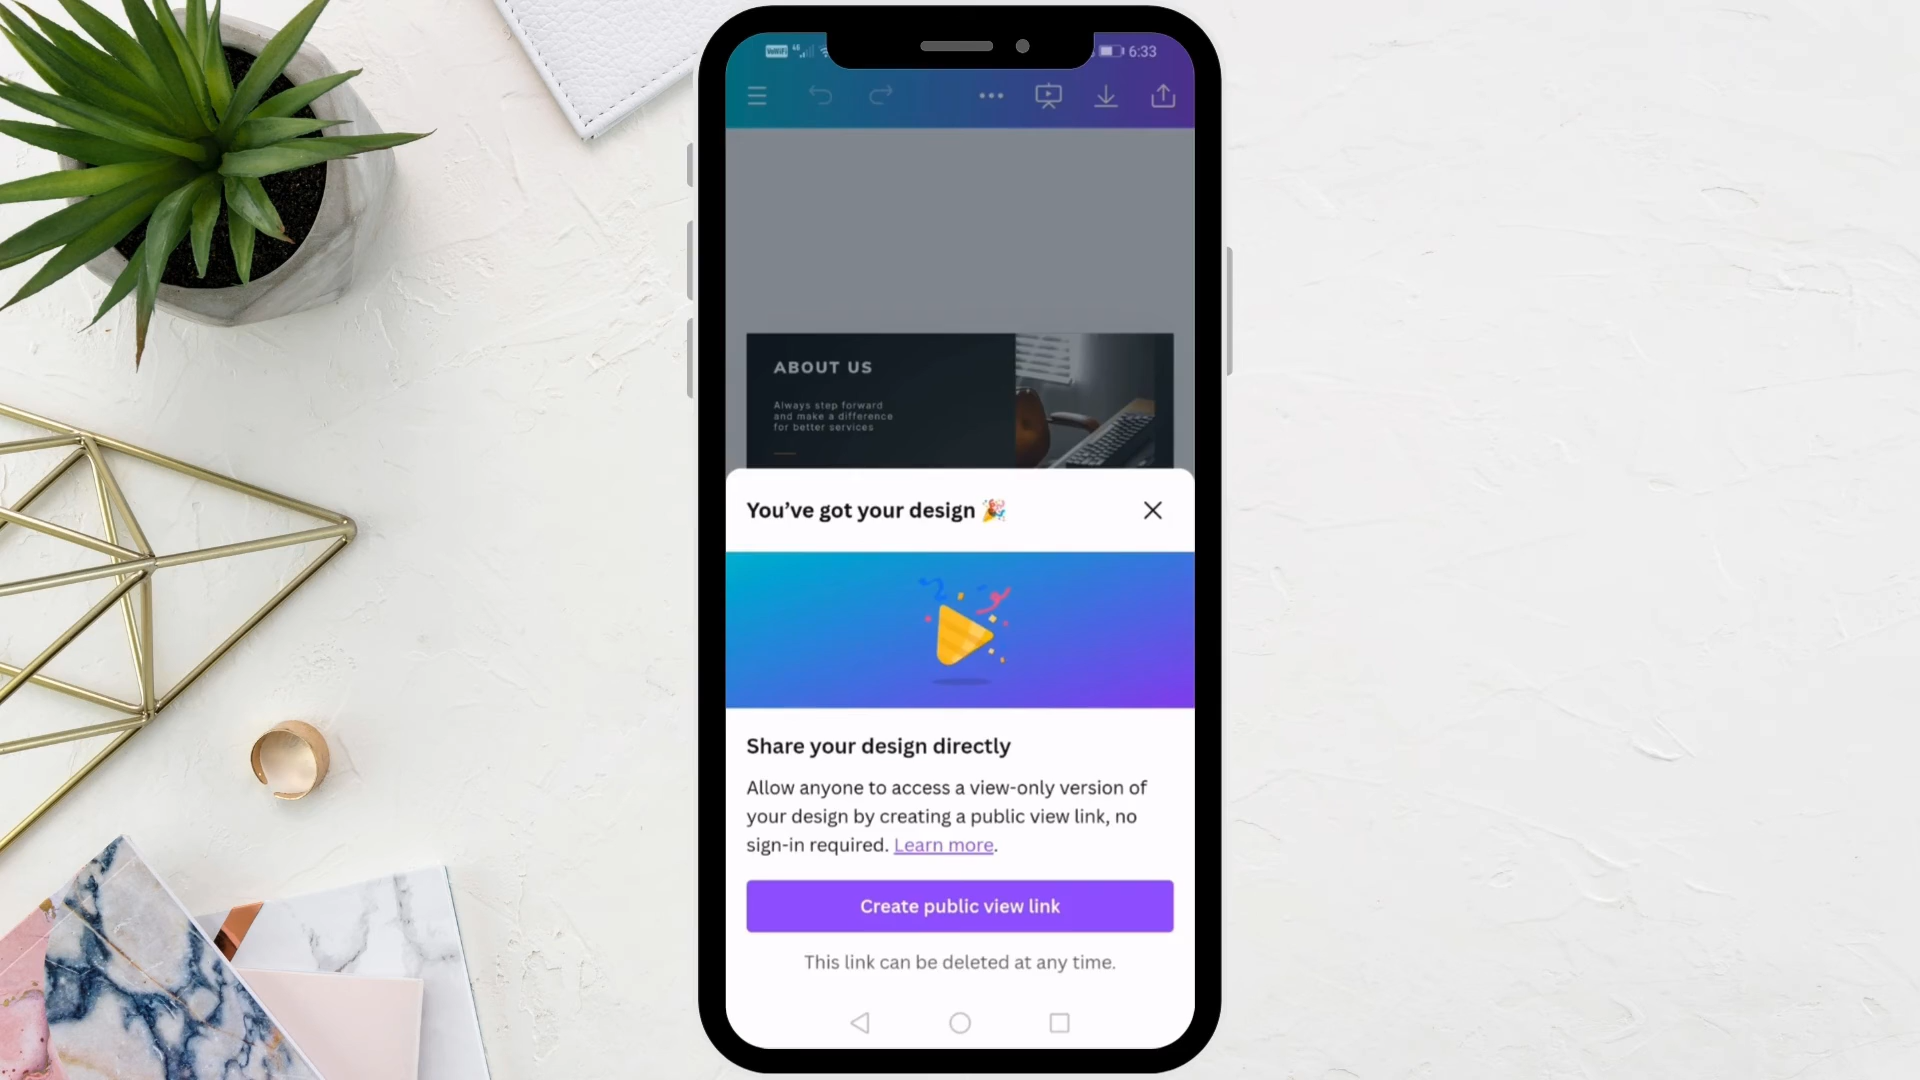 VoWiFi 4G 6:33
ABOUT US
Always step forward
and make a difference
for better services
You’ve got your design 🎉
Share your design directly
Allow anyone to access a view-only version of
your design by creating a public view link, no
sign-in required. Learn more.
Create public view link
This link can be deleted at any time.